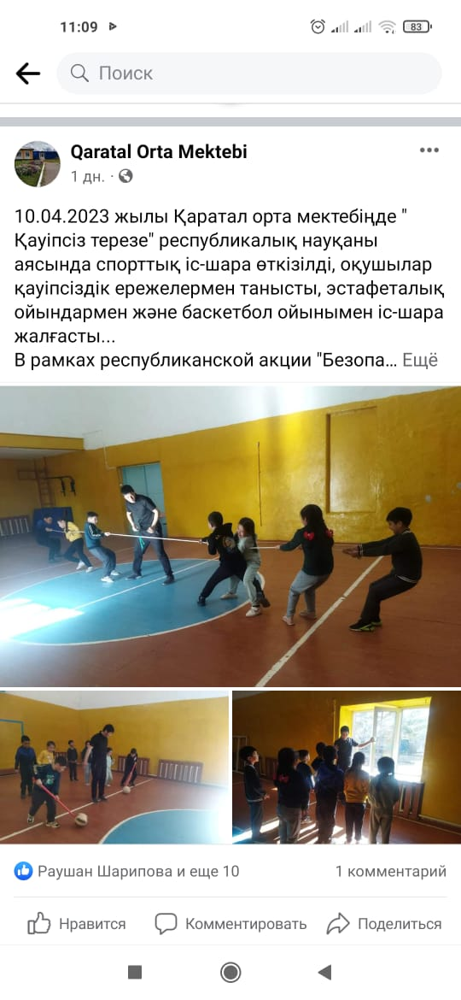 11:09
83
Поиск
Qaratal Orta Mektebi
1 дн. ·
10.04.2023 жылы Қаратал орта мектебіңде "
Қауіпсіз терезе" республикалық науқаны
аясында спорттық іс-шара өткізілді, оқушылар
қауіпсіздік ережелермен танысты, эстафеталық
ойындармен және баскетбол ойынымен іс-шара
жалғасты...
В рамках республиканской акции "Безопа... Ещё
Раушан Шарипова и еще 10
1 комментарий
Нравится
Комментировать
Поделиться